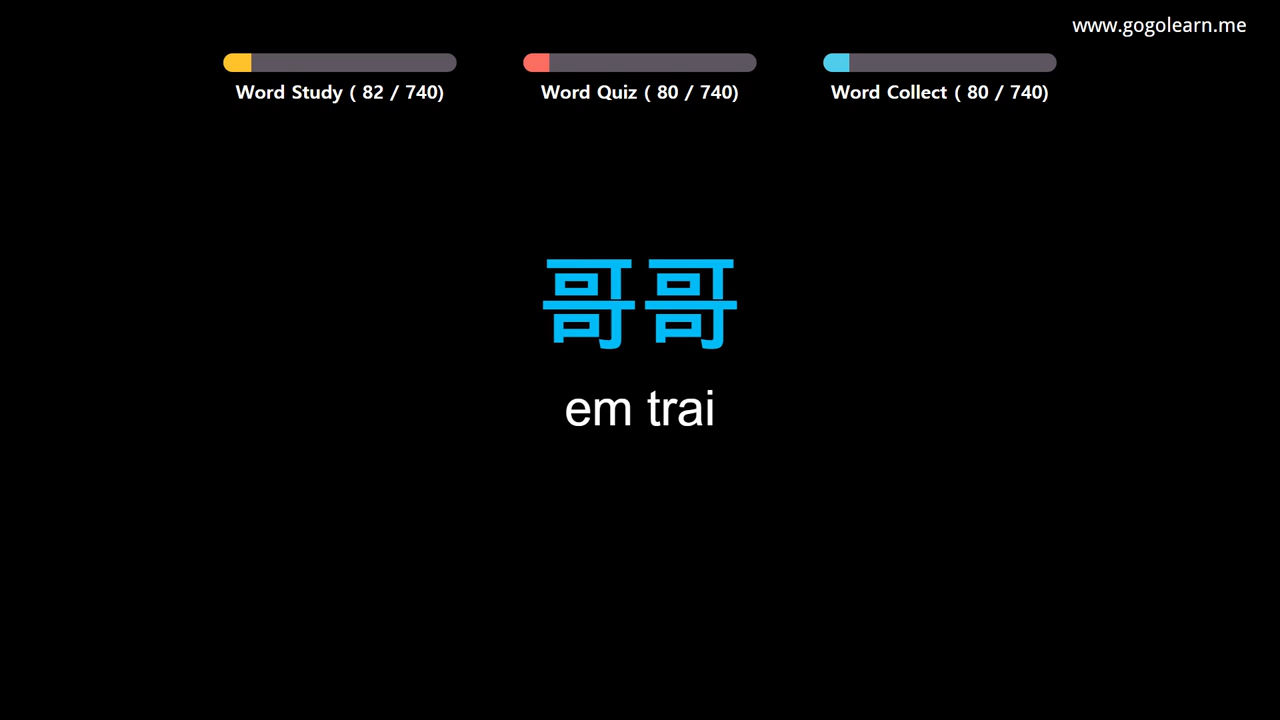 www.gogolearn.me
Word Study ( 82 / 740)
Word Quiz ( 80 / 740)
Word Collect ( 80 / 740)
哥哥
em trai